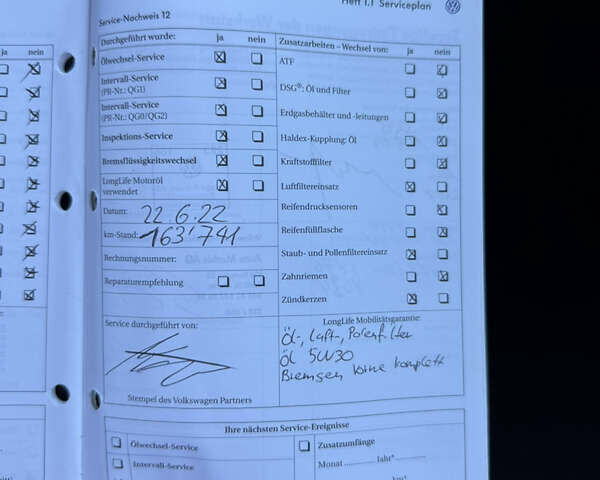 Heft 1.1 Serviceplan
Service-Nachweis 12
ja nein
Durchgeführt wurde: ja nein
Ölwechsel-Service
Intervall-Service
(PR-Nr.: QG1)
Intervall-Service
(PR-Nr.: QG0/QG2)
Inspektions-Service
Bremsflüssigkeitswechsel
LongLife Motoröl
verwendet
Datum: 22.6.22
km-Stand: 163'741
Rechnungsnummer:
Reparaturempfehlung
Service durchgeführt von:
Stempel des Volkswagen Partners
Zusatzarbeiten – Wechsel von: ja nein
ATF
DSG®: Öl und Filter
Erdgasbehälter und -leitungen
Haldex-Kupplung: Öl
Kraftstofffilter
Luftfiltereinsatz
Reifendrucksensoren
Reifenfüllflasche
Staub- und Pollenfiltereinsatz
Zahnriemen
Zündkerzen
LongLife Mobilitätsgarantie:
Öl-, Luft-, Polenfilter
Öl 5W30
Bremsen vorne komplett
Ihre nächsten Service-Ereignisse
Ölwechsel-Service
Intervall-Service
Zusatzumfänge
Monat Jahr*
km*